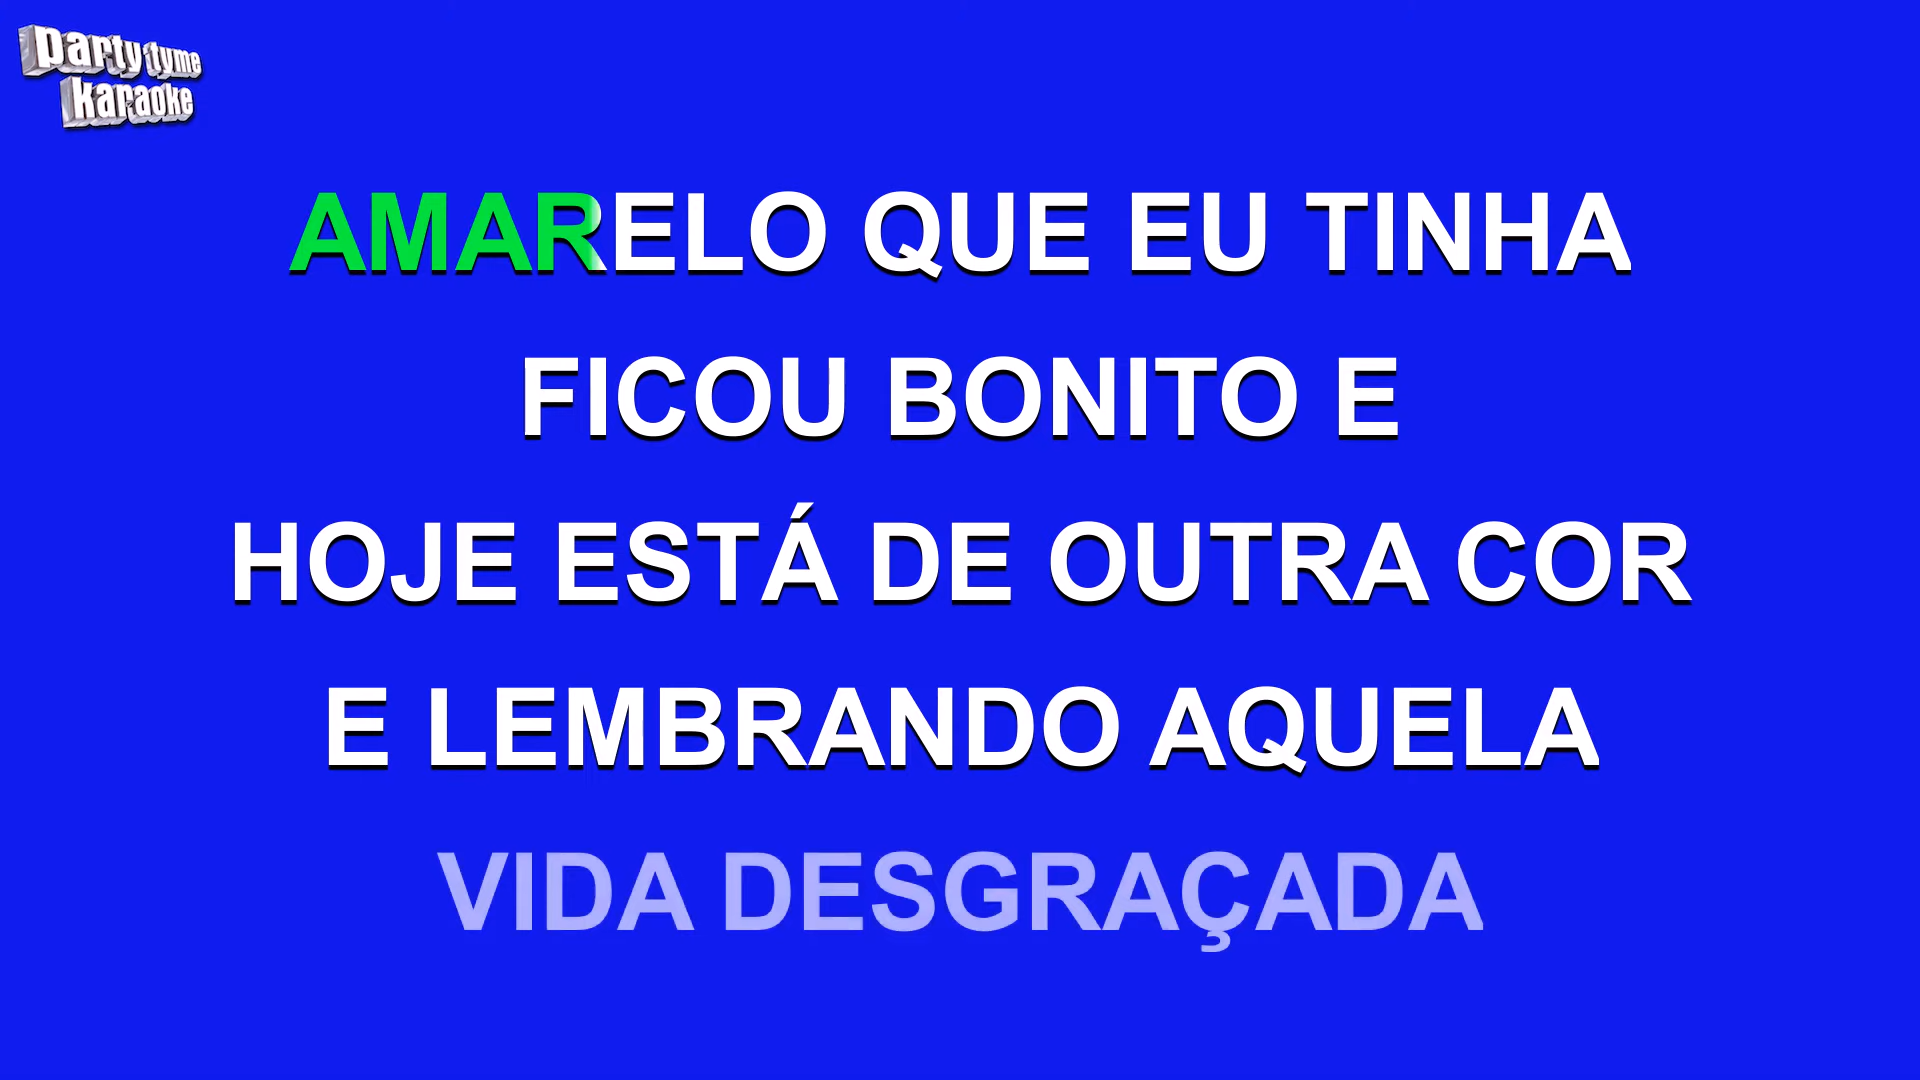 party tyme
karaoke
AMARELO QUE EU TINHA
FICOU BONITO E
HOJE ESTÁ DE OUTRA COR
E LEMBRANDO AQUELA
VIDA DESGRAÇADA